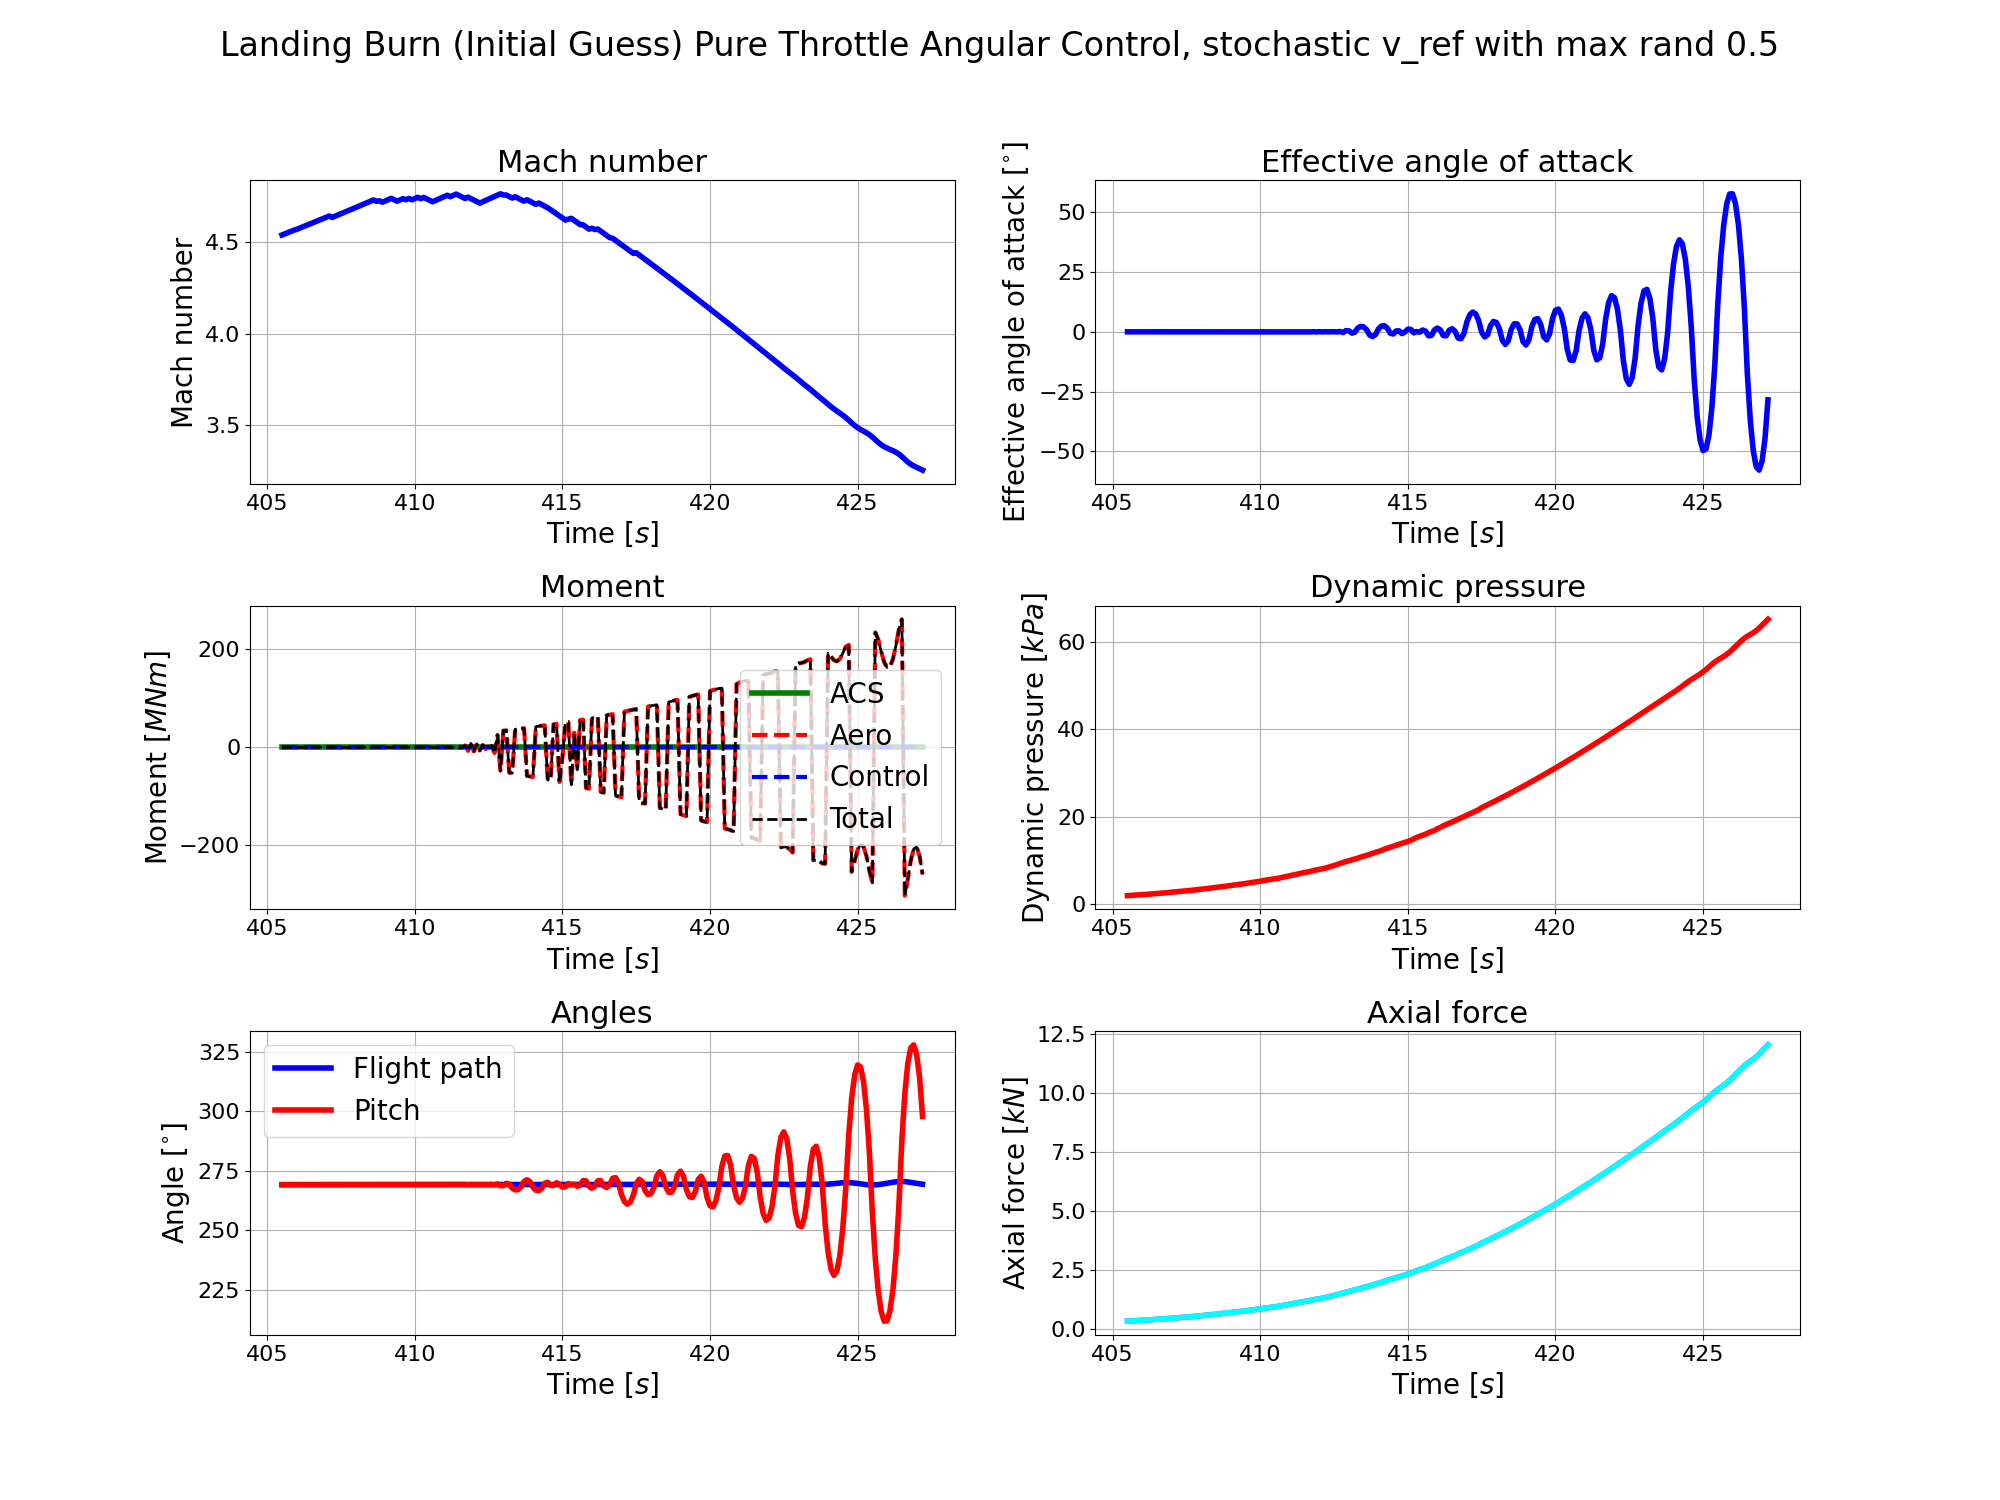 Landing Burn (Initial Guess) Pure Throttle Angular Control, stochastic v_ref with max rand 0.5
Mach number
Mach number
4.5
4.0
3.5
405 410 415 420 425
Time [s]
Effective angle of attack
Effective angle of attack [°]
50
25
0
−25
−50
405 410 415 420 425
Time [s]
Moment
Moment [MNm]
200
0
−200
ACS
Aero
Control
Total
405 410 415 420 425
Time [s]
Dynamic pressure
Dynamic pressure [kPa]
60
40
20
0
405 410 415 420 425
Time [s]
Angles
Angle [°]
325
300
275
250
225
Flight path
Pitch
405 410 415 420 425
Time [s]
Axial force
Axial force [kN]
12.5
10.0
7.5
5.0
2.5
0.0
405 410 415 420 425
Time [s]